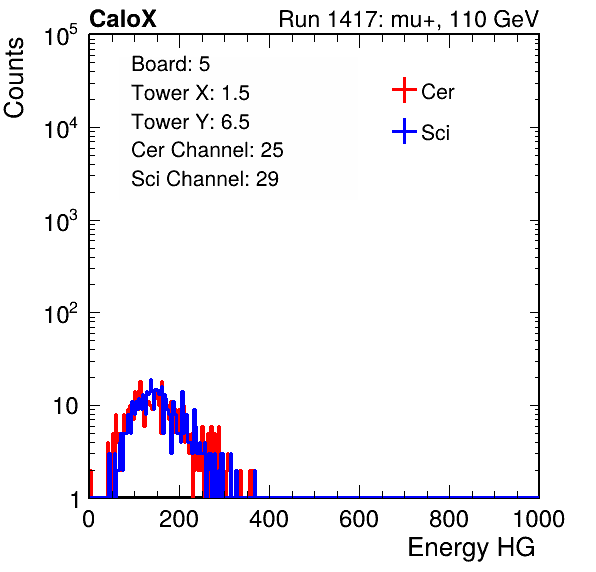 CaloX Run 1417: mu+, 110 GeV
Counts
Board: 5
Tower X: 1.5
Tower Y: 6.5
Cer Channel: 25
Sci Channel: 29
Cer
Sci
10^5
10^4
10^3
10^2
10
1
0 200 400 600 800 1000
Energy HG